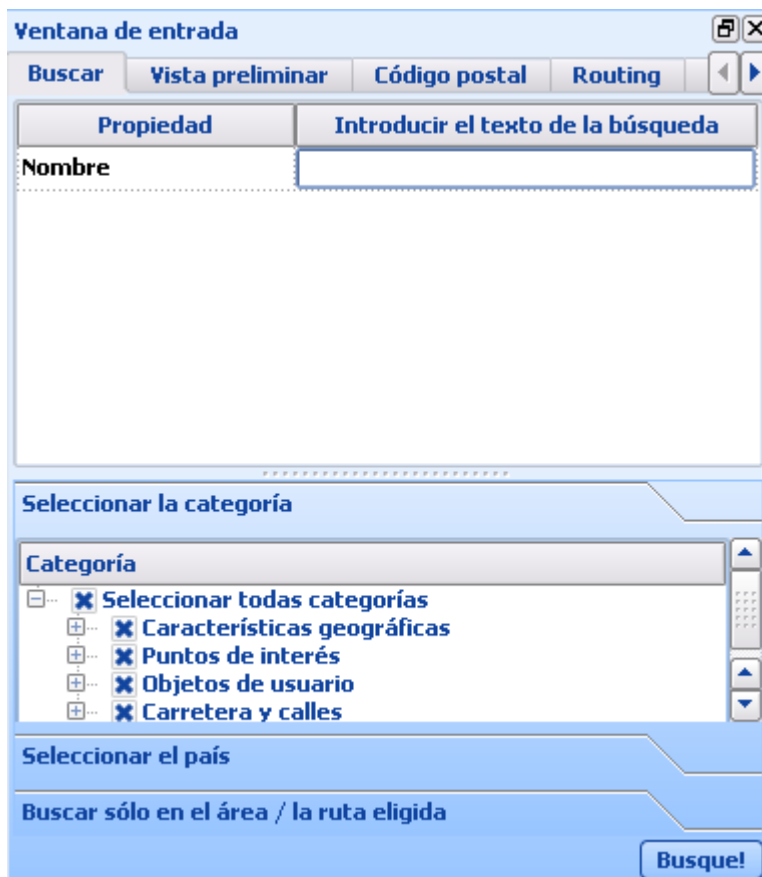 Ventana de entrada
Buscar Vista preliminar Código postal Routing
Propiedad Introducir el texto de la búsqueda
Nombre
Seleccionar la categoría
Categoría
Seleccionar todas categorías
Características geográficas
Puntos de interés
Objetos de usuario
Carretera y calles
Seleccionar el país
Buscar sólo en el área / la ruta eligida
Busque!